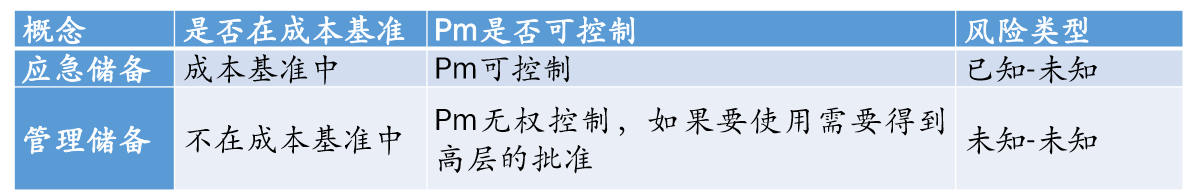 概念 是否在成本基准 Pm是否可控制 风险类型
应急储备 成本基准中 Pm可控制 已知-未知
管理储备 不在成本基准中 Pm无权控制，如果要使用需要得到高层的批准 未知-未知